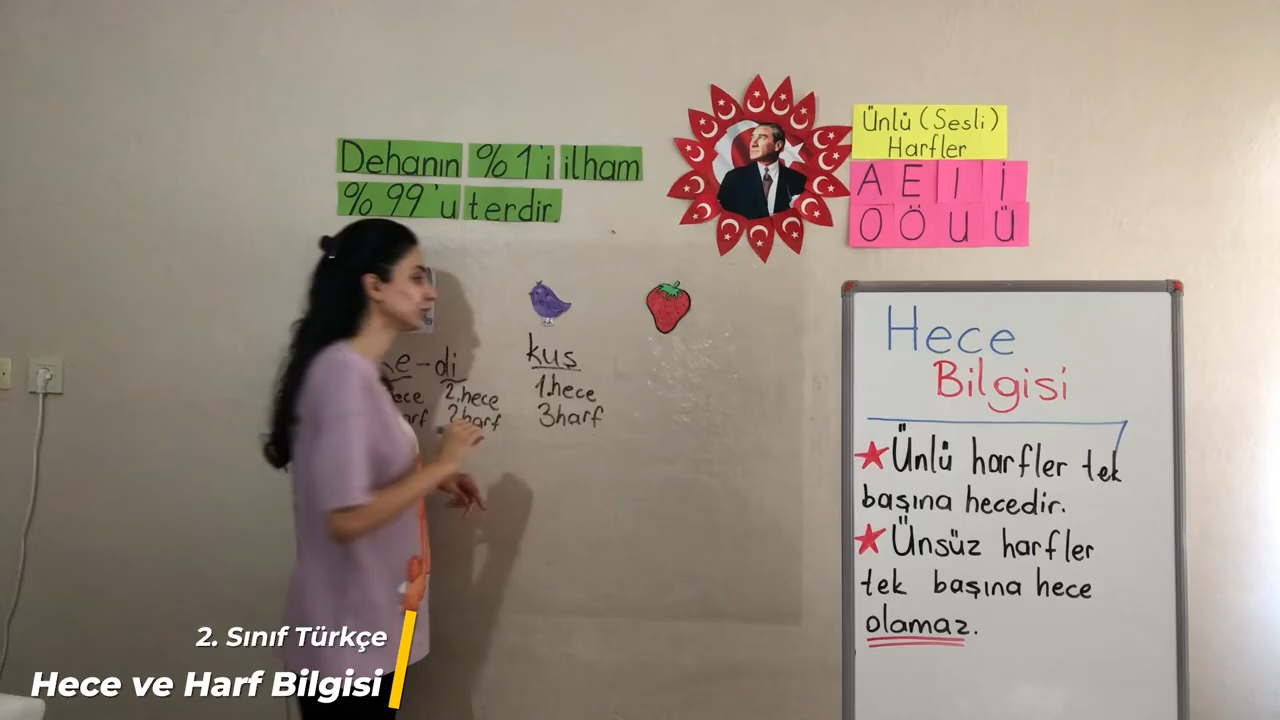 Dehanın %1'i ilham
%99'u terdir.
Ünlü (Sesli)
Harfler
A E I İ
O Ö U Ü
e-di
2.hece
2harf
kuş
1.hece
3harf
Hece
Bilgisi
Ünlü harfler tek
başına hecedir.
Ünsüz harfler
tek başına hece
olamaz.
2. Sınıf Türkçe
Hece ve Harf Bilgisi